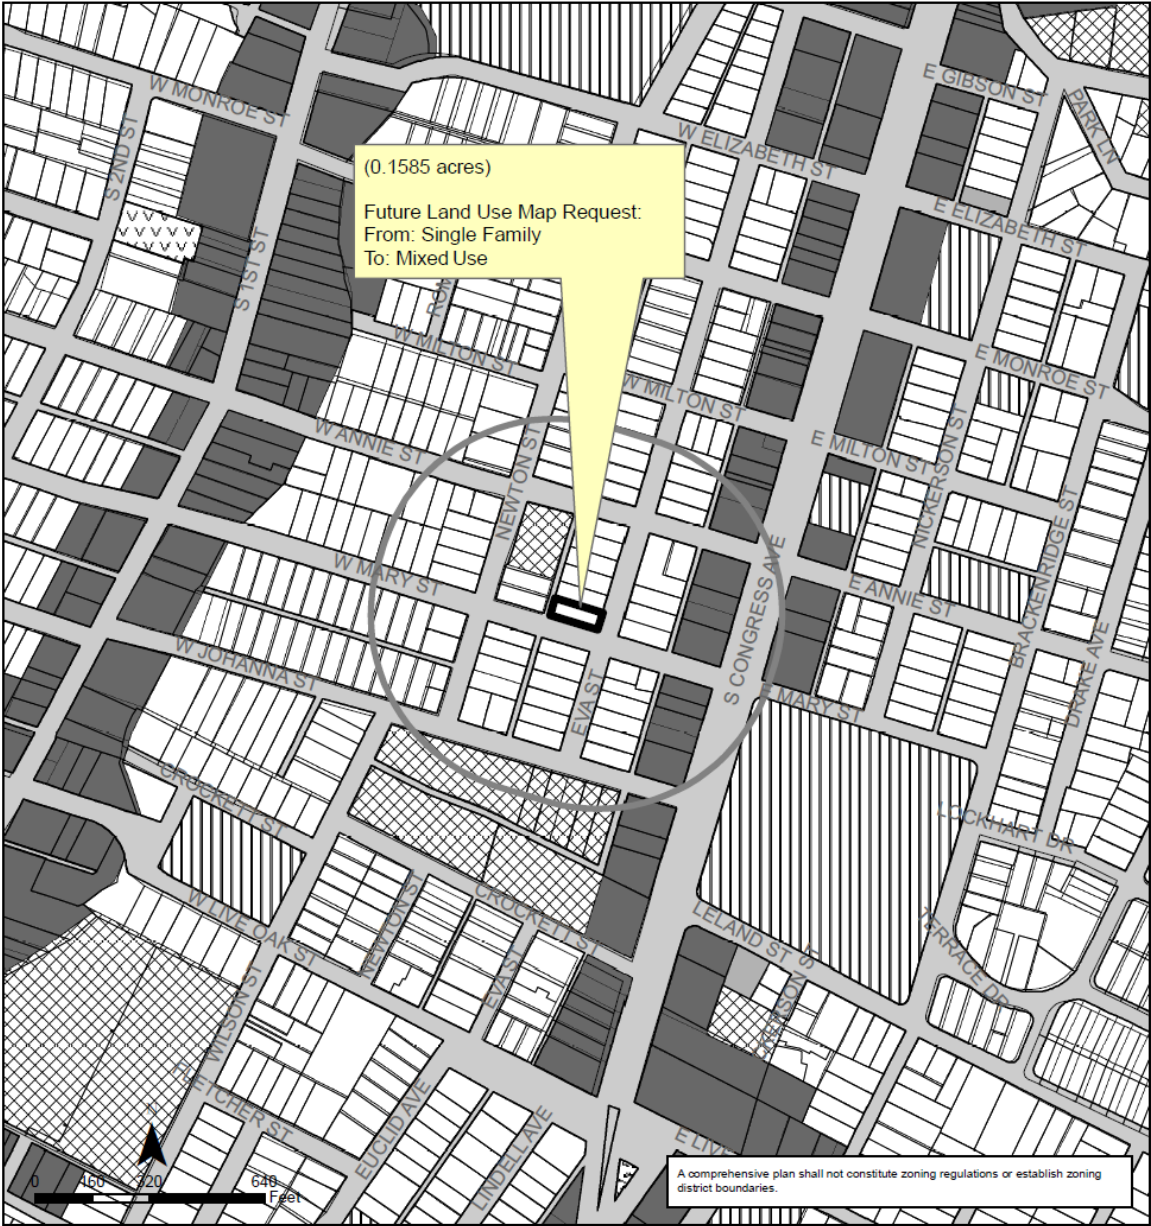 E GIBSON ST
W MONROE ST
PARK LN
S 2ND ST
W ELIZABETH ST
(0.1585 acres)
Future Land Use Map Request:
From: Single Family
To: Mixed Use
E ELIZABETH ST
S 1ST ST
W MILTON ST
E MONROE ST
W MILTON ST
W ANNIE ST
NEWTON ST
E MILTON ST
NICKERSON ST
BRACKENRIDGE ST
W MARY ST
S CONGRESS AVE
E ANNIE ST
DRAKE AVE
W JOHANNA ST
EVA ST
E MARY ST
CROCKETT ST
LOCKHART DR
CROCKETT ST
NEWTON ST
W LIVE OAK ST
EVA ST
LELAND ST
TERRACE DR
WILSON ST
FLETCHER ST
EUCLID AVE
LINDELL AVE
N
0 160 320 640
Feet
A comprehensive plan shall not constitute zoning regulations or establish zoning
district boundaries.